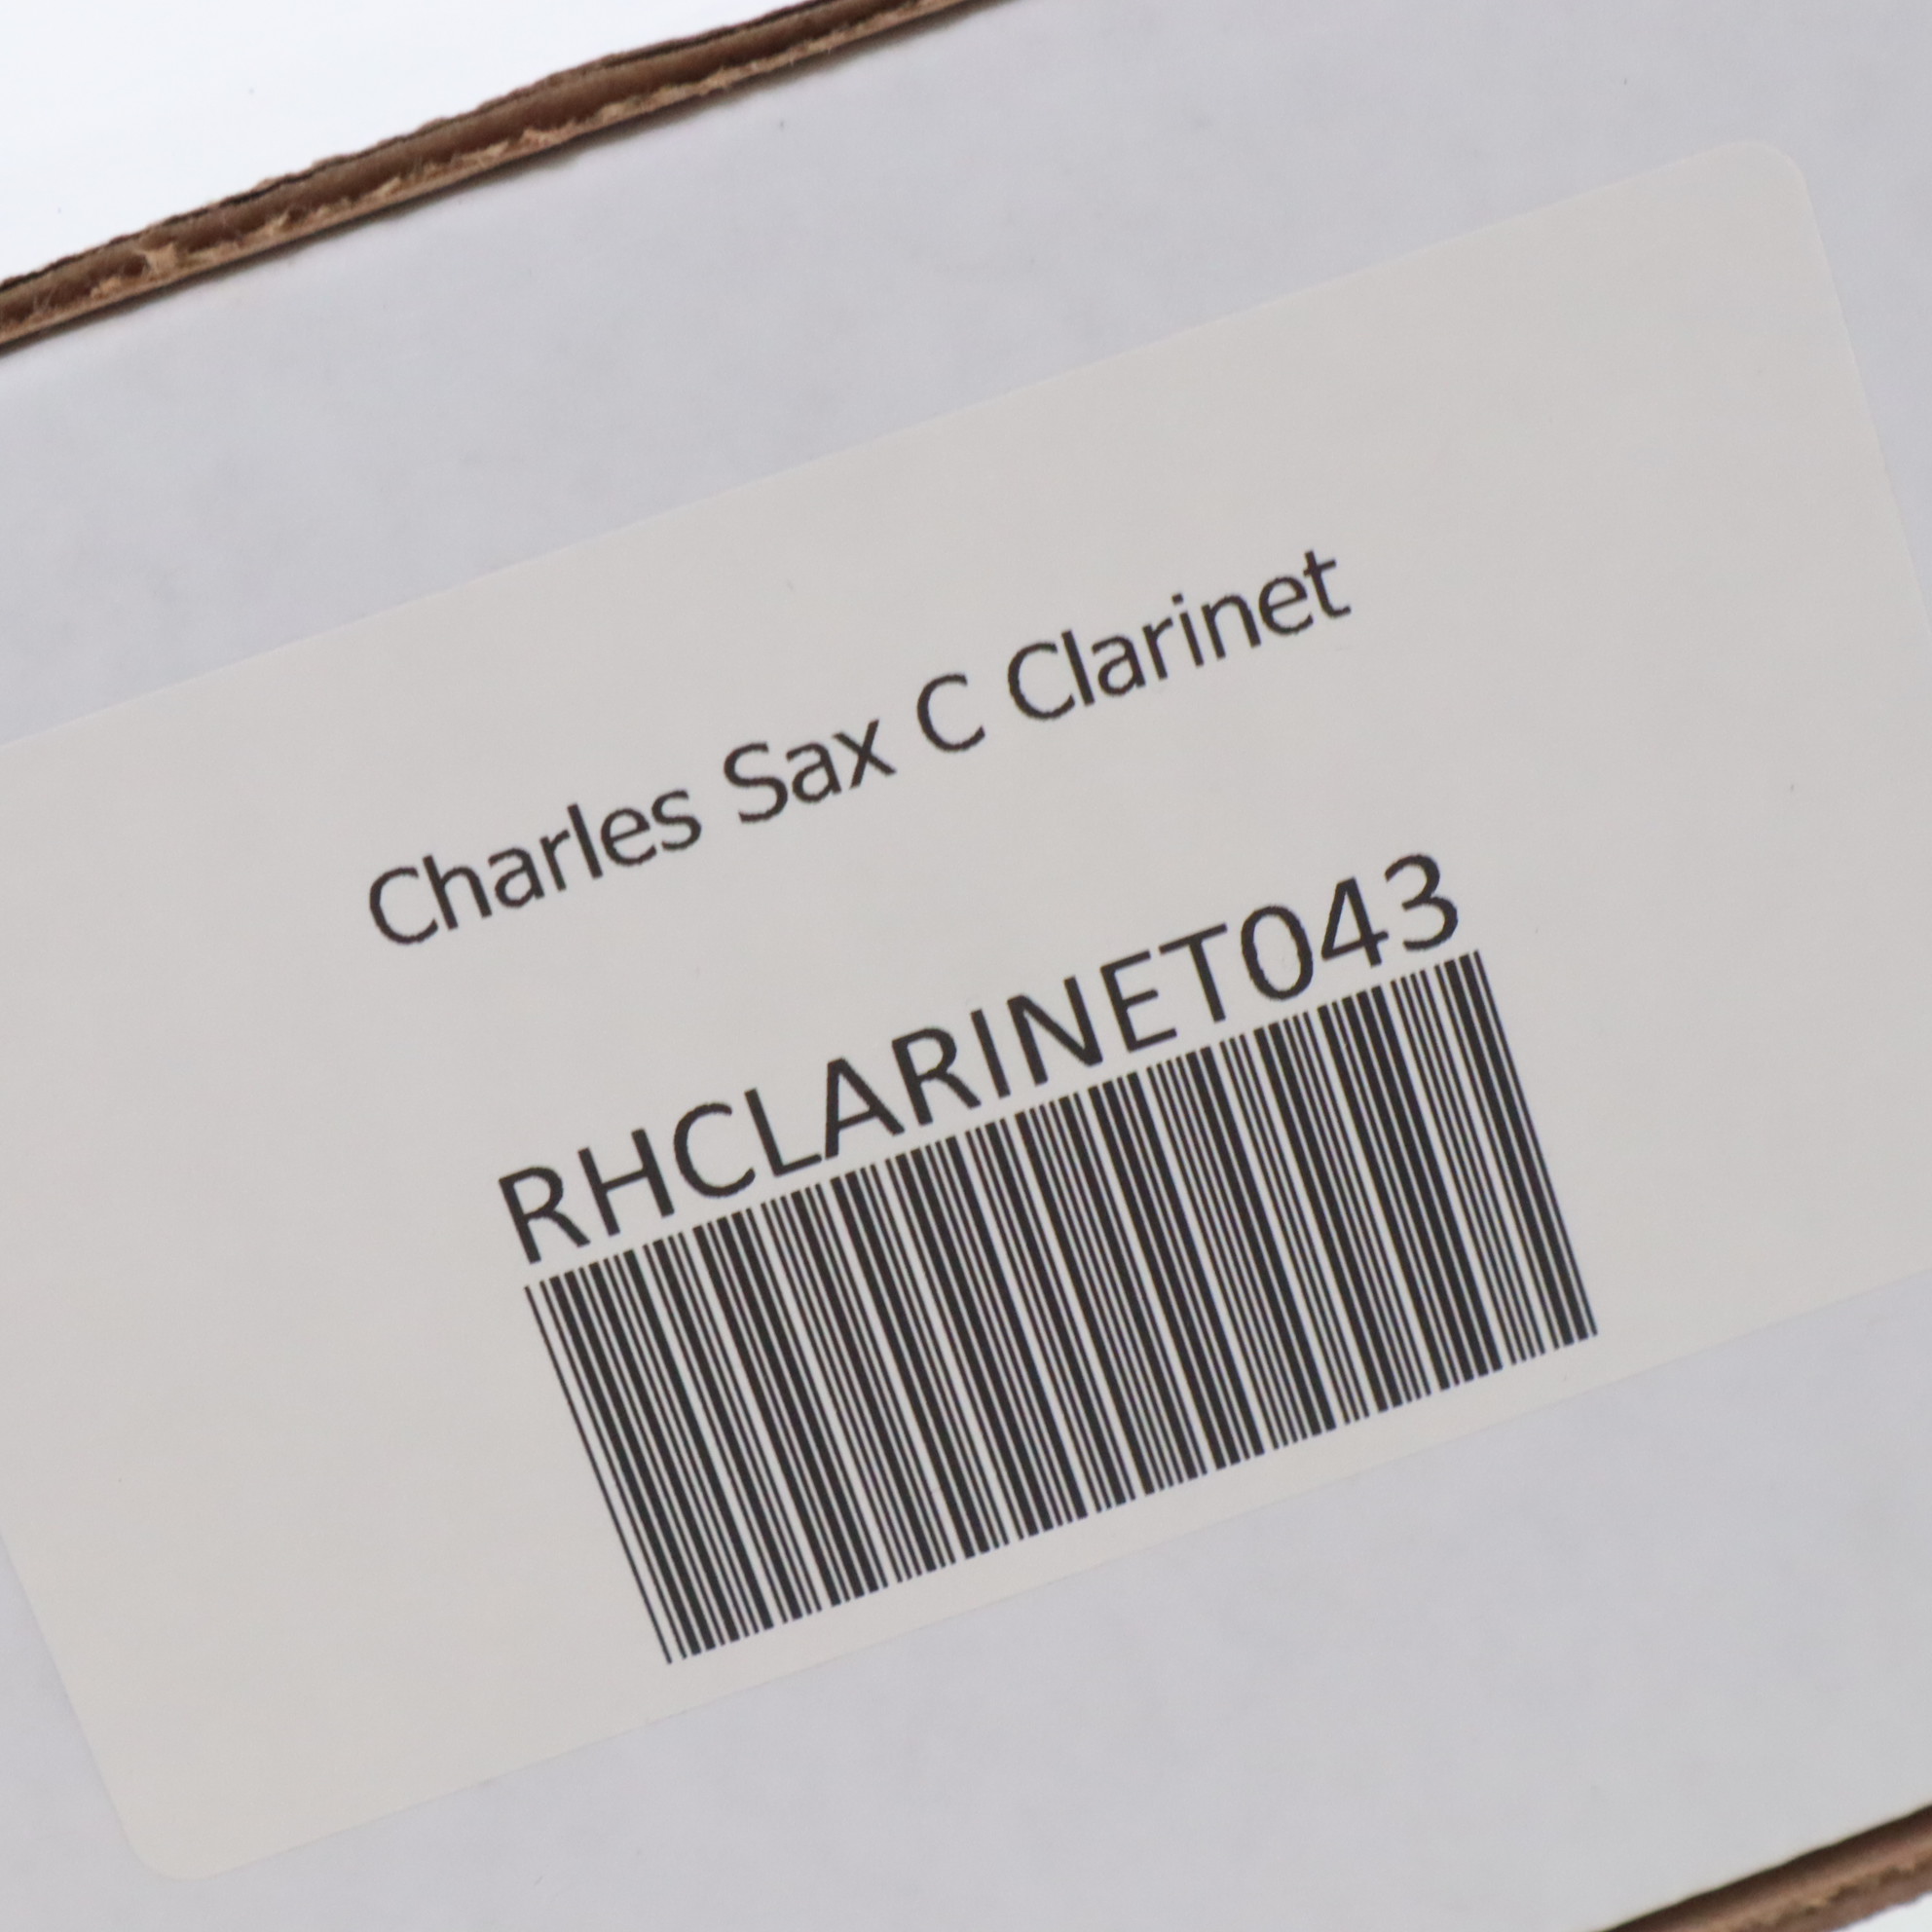 Charles Sax C Clarinet
RHCLARINET043